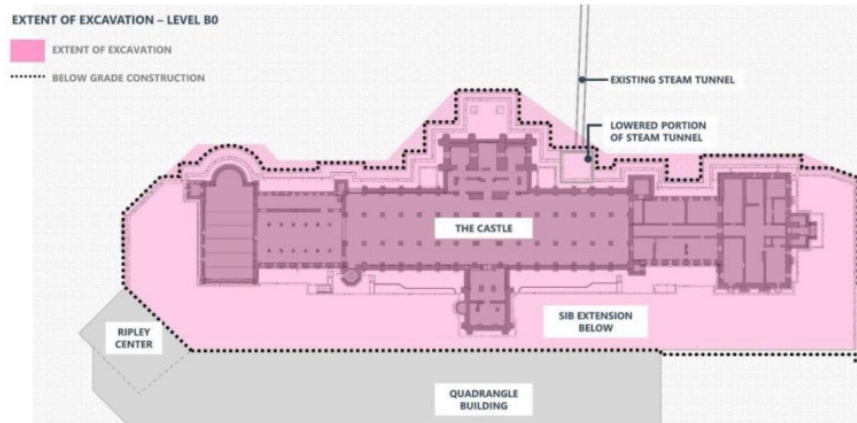 EXTENT OF EXCAVATION – LEVEL B0
EXTENT OF EXCAVATION
BELOW GRADE CONSTRUCTION
EXISTING STEAM TUNNEL
LOWERED PORTION
OF STEAM TUNNEL
THE CASTLE
SIB EXTENSION
BELOW
RIPLEY
CENTER
QUADRANGLE
BUILDING